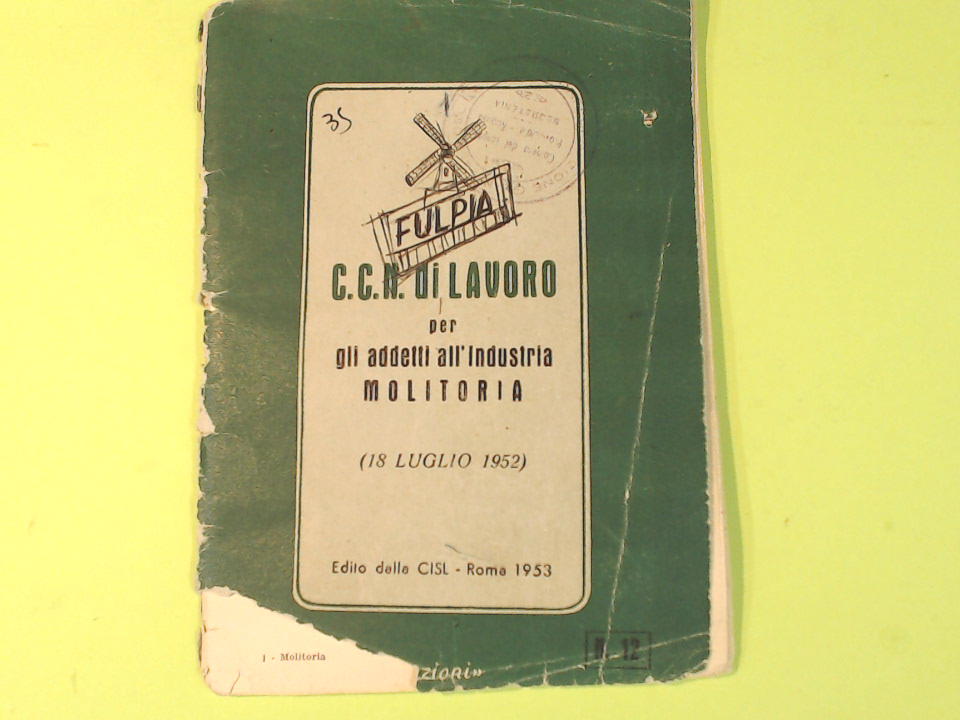 35
SEGRETERIA
FULPIA
C.C.N. di LAVORO
per
gli addetti all'industria
MOLITORIA
(18 LUGLIO 1952)
Edito dalla CISL - Roma 1953
N. 12
1 - Molitoria